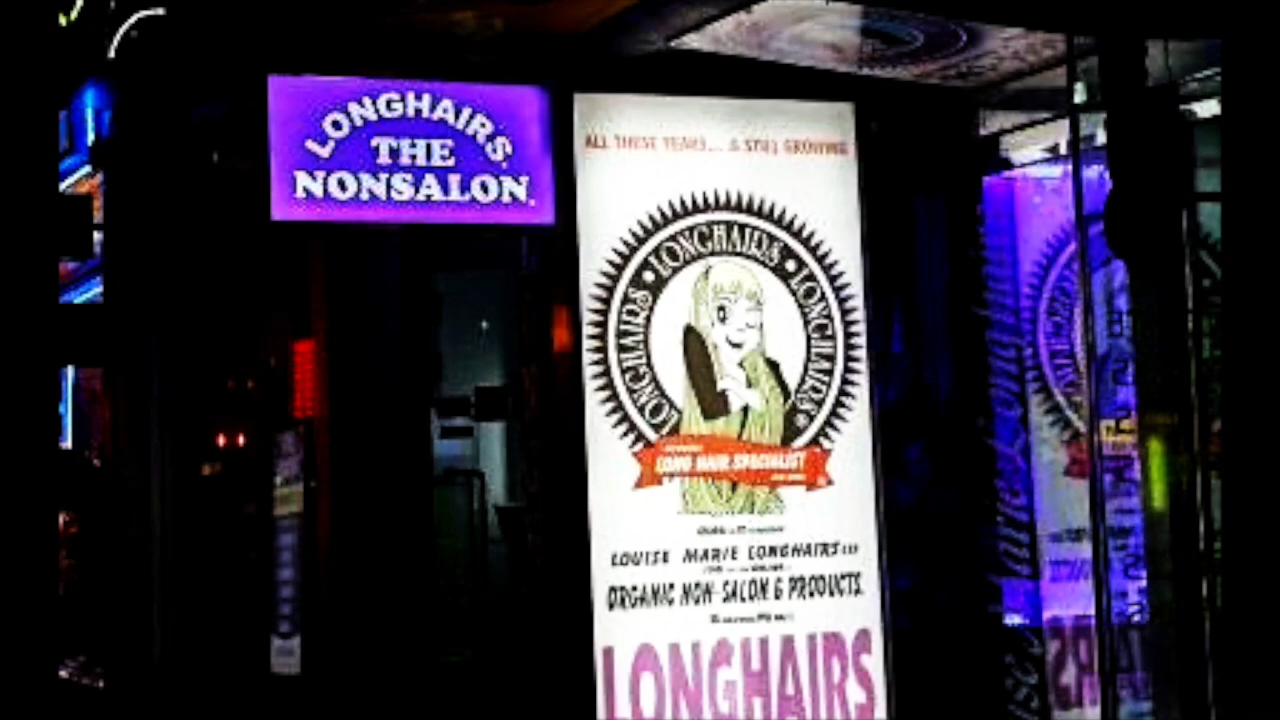 LONGHAIRS.
THE
NONSALON.
ALL THESE YEARS... & STILL GROWING
LONGHAIRS • LONGHAIRS • LONGHAIRS
LONG HAIR SPECIALIST
LOUISE MARIE LONGHAIRS
ORGANIC NON-SALON & PRODUCTS.
LONGHAIRS